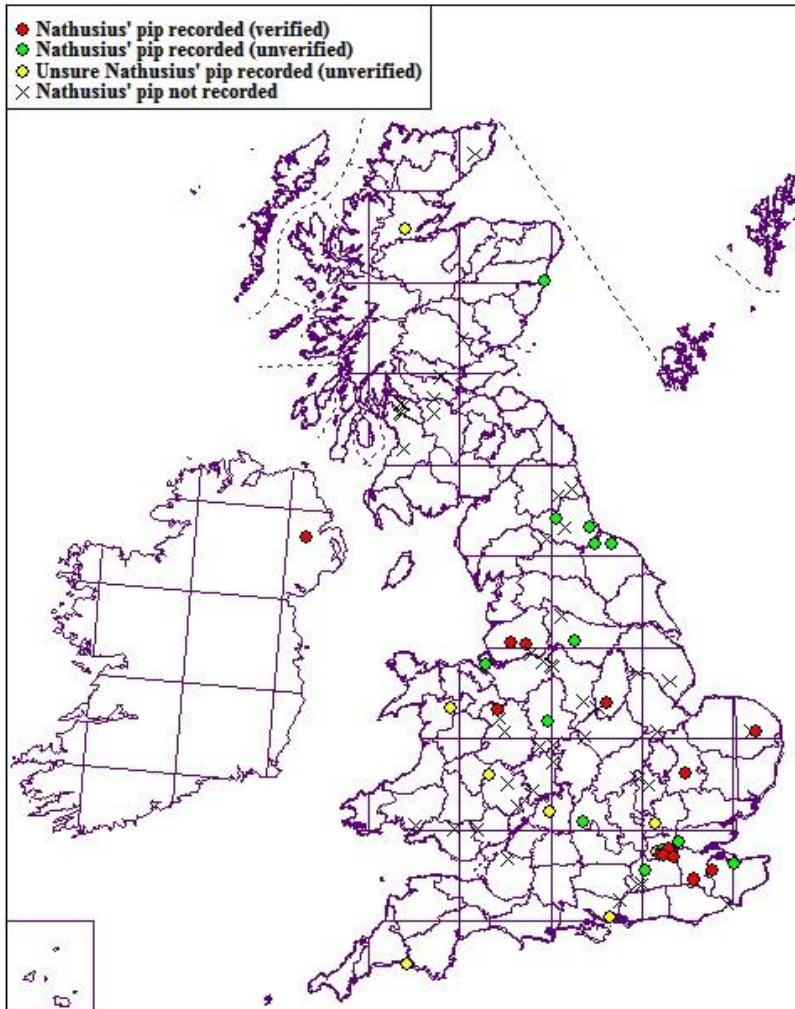 Nathusius' pip recorded (verified)
Nathusius' pip recorded (unverified)
Unsure Nathusius' pip recorded (unverified)
Nathusius' pip not recorded